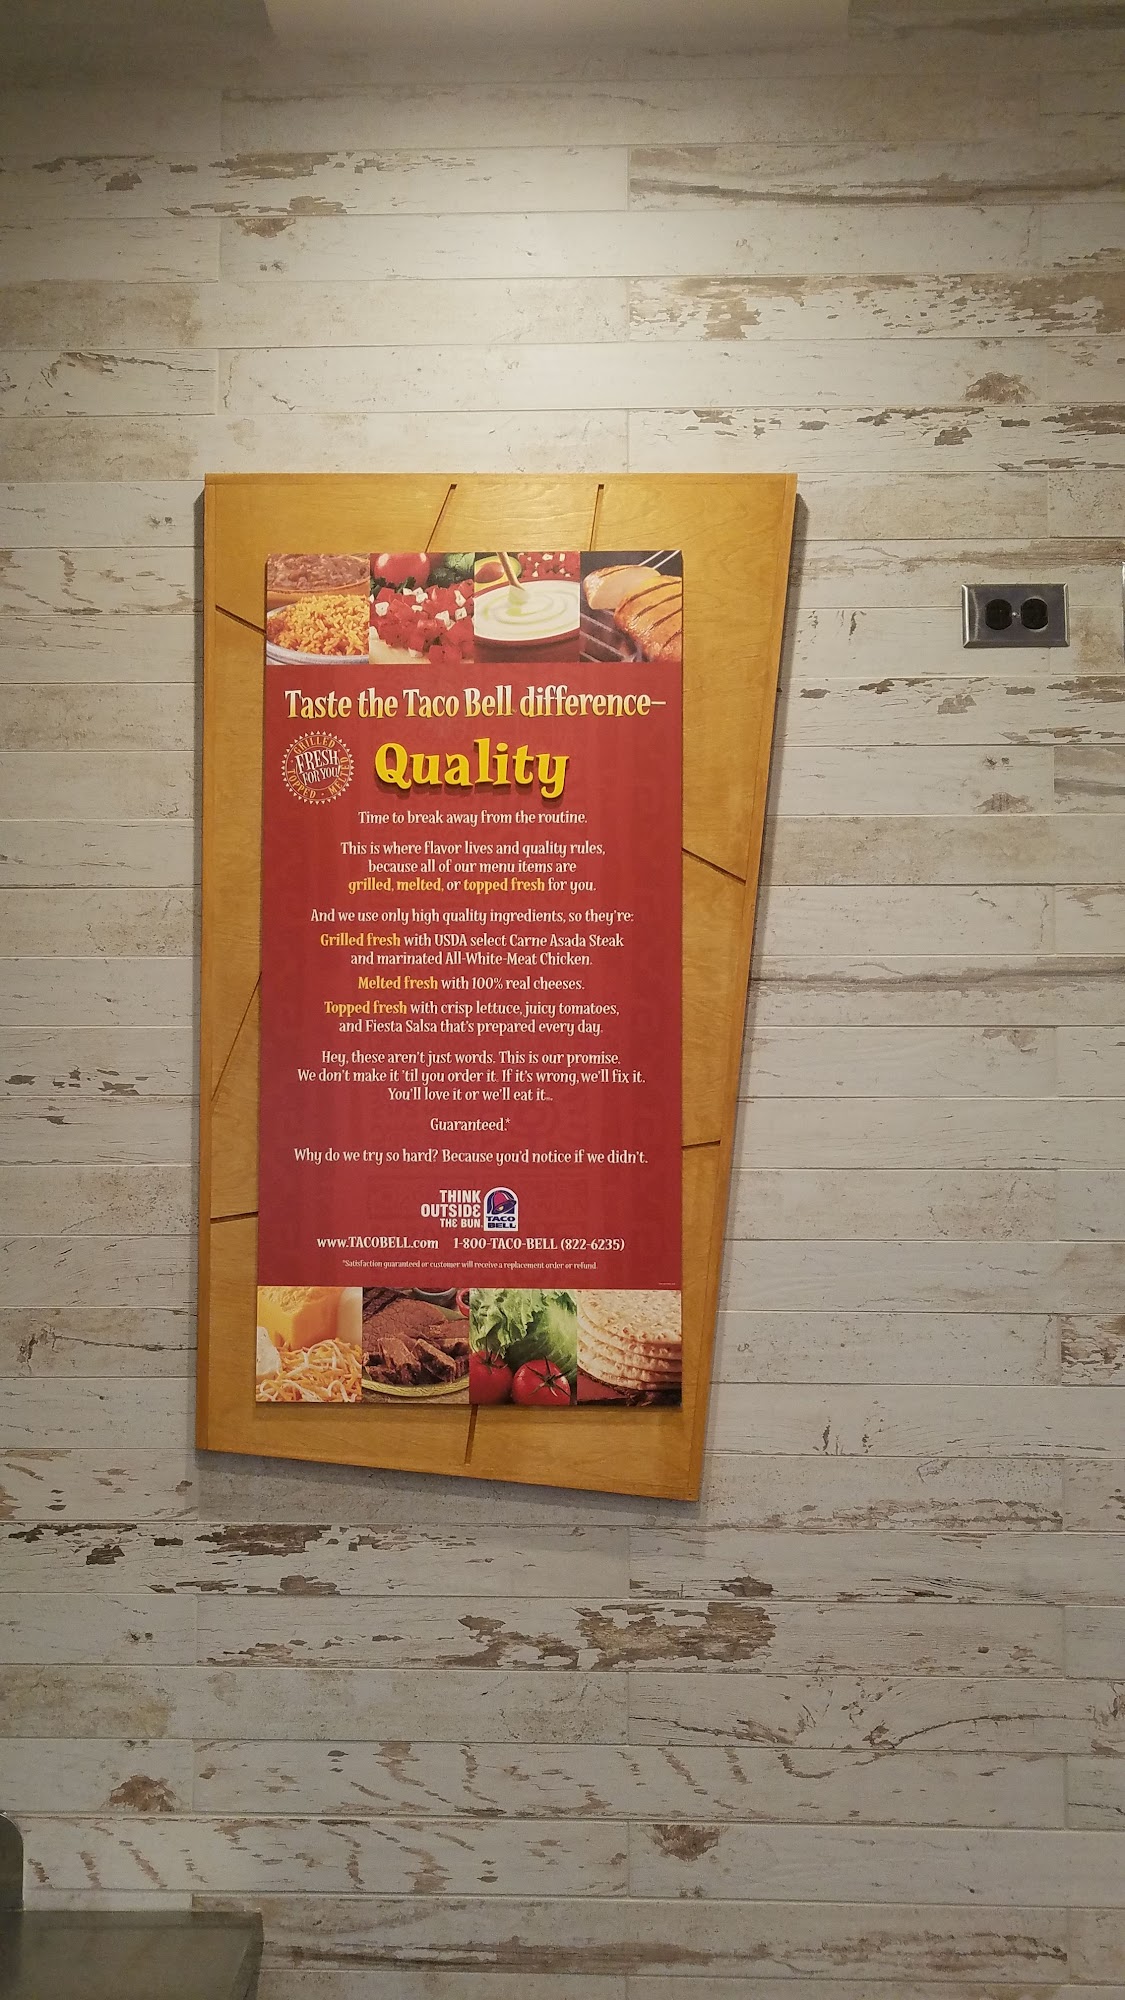 Taste the Taco Bell difference–
GRILLED
FRESH
FOR YOU!
TOPPED · MELTED
Quality
Time to break away from the routine.
This is where flavor lives and quality rules,
because all of our menu items are
grilled, melted, or topped fresh for you.
And we use only high quality ingredients, so they're:
Grilled fresh with USDA select Carne Asada Steak
and marinated All-White-Meat Chicken.
Melted fresh with 100% real cheeses.
Topped fresh with crisp lettuce, juicy tomatoes,
and Fiesta Salsa that's prepared every day.
Hey, these aren't just words. This is our promise.
We don't make it 'til you order it. If it's wrong, we'll fix it.
You'll love it or we'll eat it...
Guaranteed.*
Why do we try so hard? Because you'd notice if we didn't.
THINK
OUTSIDE
THE BUN.
TACO
BELL
www.TACOBELL.com 1-800-TACO-BELL (822-6235)
*Satisfaction guaranteed or customer will receive a replacement order or refund.